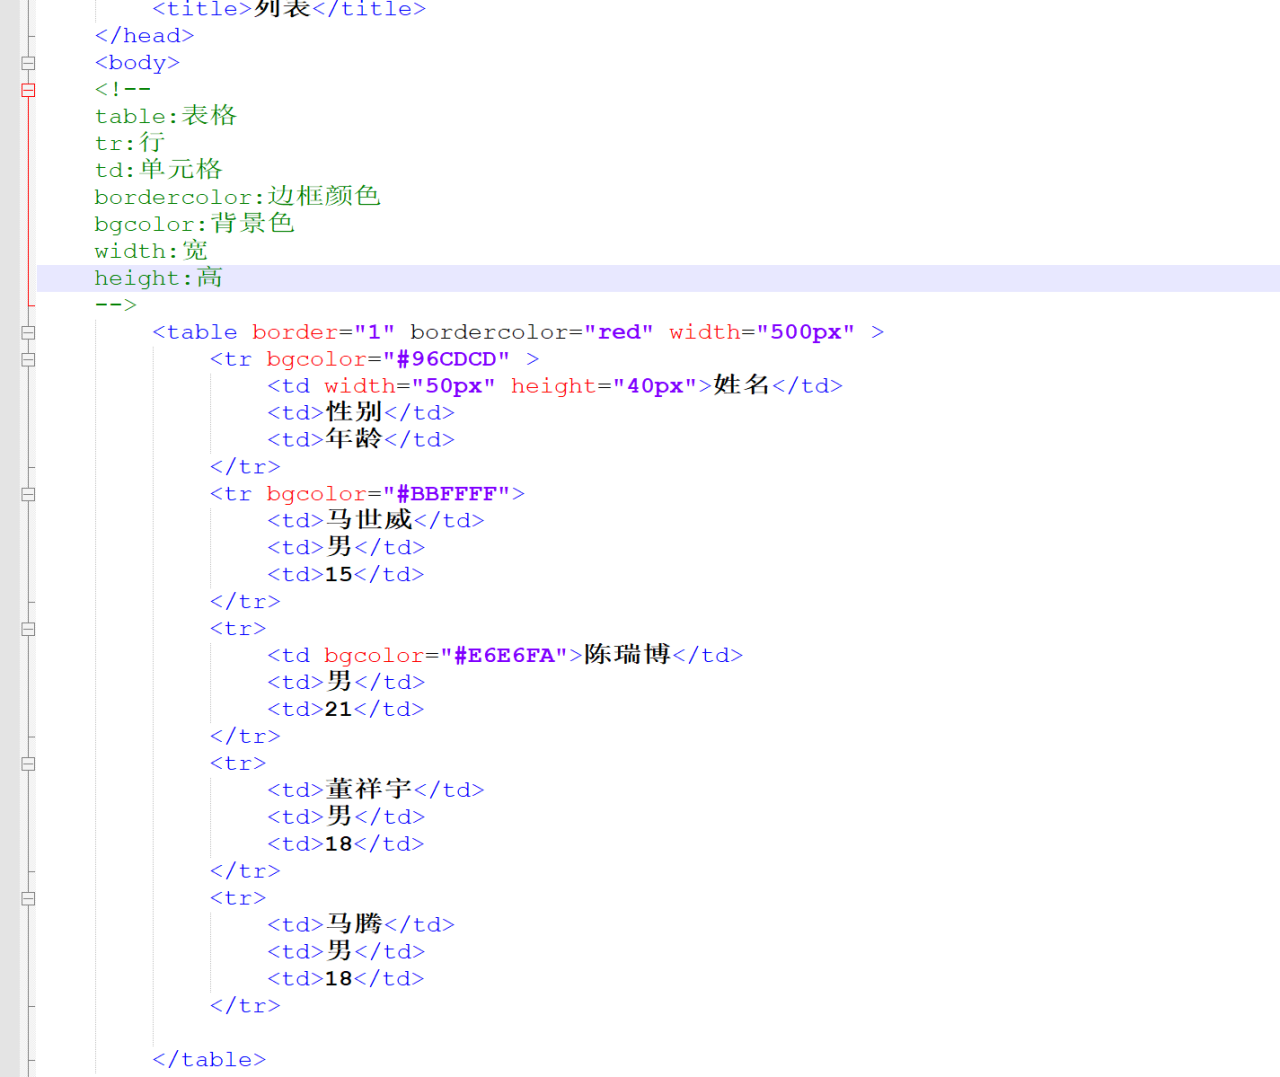 <title>列表</title>
</head>
<body>
<!--
table:表格
tr:行
td:单元格
bordercolor:边框颜色
bgcolor:背景色
width:宽
height:高
-->
<table border="1" bordercolor="red" width="500px" >
<tr bgcolor="#96CDCD" >
<td width="50px" height="40px">姓名</td>
<td>性别</td>
<td>年龄</td>
</tr>
<tr bgcolor="#BBFFFF">
<td>马世威</td>
<td>男</td>
<td>15</td>
</tr>
<tr>
<td bgcolor="#E6E6FA">陈瑞博</td>
<td>男</td>
<td>21</td>
</tr>
<tr>
<td>董祥宇</td>
<td>男</td>
<td>18</td>
</tr>
<tr>
<td>马腾</td>
<td>男</td>
<td>18</td>
</tr>
</table>